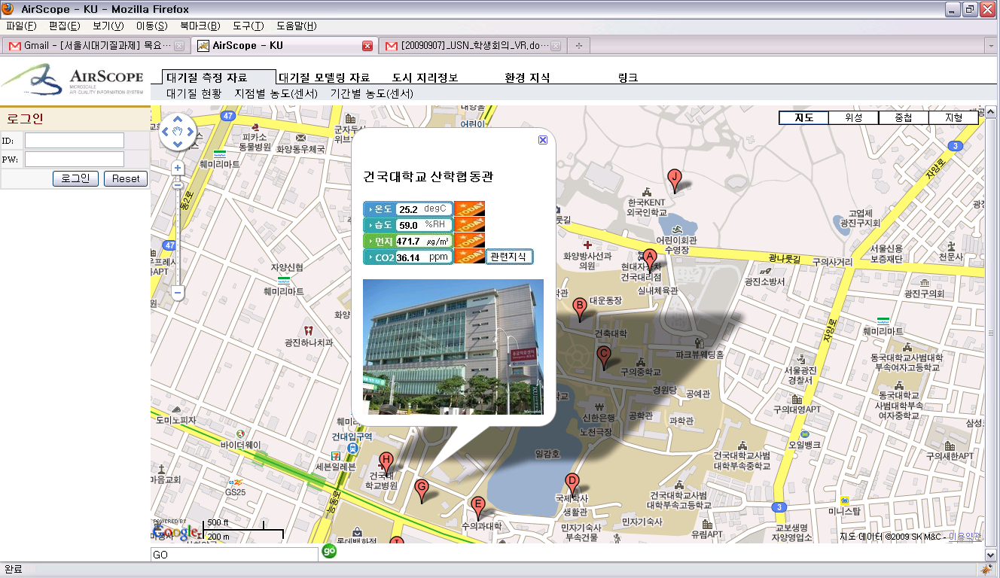 AirScope - KU - Mozilla Firefox
파일(F) 편집(E) 보기(V) 이동(S) 북마크(B) 도구(T) 도움말(H)
Gmail - [서울시대기질과제] 목요...
AirScope - KU
[20090907]_USN_학생회의_VR.do...
AIRSCOPE
MICROSCALE
AIR QUALITY INFORMATION SYSTEM
대기질 측정 자료 대기질 모델링 자료 도시 지리정보 환경 지식 링크
대기질 현황 지점별 농도(센서) 기간별 농도(센서)
로그인
ID:
PW:
로그인 Reset
지도 위성 중첩 지형
건국대학교 산학협동관
온도 25.2 degC TODAY
습도 59.0 %RH TODAY
먼지 471.7 μg/m³ TODAY
CO2 36.14 ppm TODAY 관련지식
47
군자두산
위브
어린이
피카소
동물병원
화양동우체국
훼미리마트
동2로
47
우프레시
APT
자양신협
훼미리마트
화양
광진하나치과
도미노피자
바이더웨이
마음교회
GS25
건대입구역
세븐일레븐
능동로
롯데백화점
H
건국대
학교병원
G
E
수의과대학
D
국제학사
생활관
민자기숙사
부속건물
민자기숙사
일감호
노천극장
신한은행
공학관
과학관
경원당
공예관
C
구의중학교
건축대학
B
대운동장
화양방사선과
의원
A
현대자동차
건국대리점
실내체육관
파크뷰웨딩홀
J
한국KENT
외국인학교
어린이회관
수영장
광나룻길
구의사거리
광진소방서
고엽제
광진구지회
서울신용
보증재단
천문사
광진구의회
3
자양로
훼미리마트
자양로
동국대학교사범대학
부속여자고등학교
동국대학교
사범대학
부속여자중학교
서울광진
경찰서
구의대영APT
오일뱅크
구의새한APT
건국대학교사범
대학부속중학교
건국대학교사범
대학부속고등학교
유림APT
3
미니스탑
교보생명
자양영업소
POWERED BY
Google
500 ft
200 m
지도 데이터 ©2009 SK M&C - 이용약관
GO
go
완료